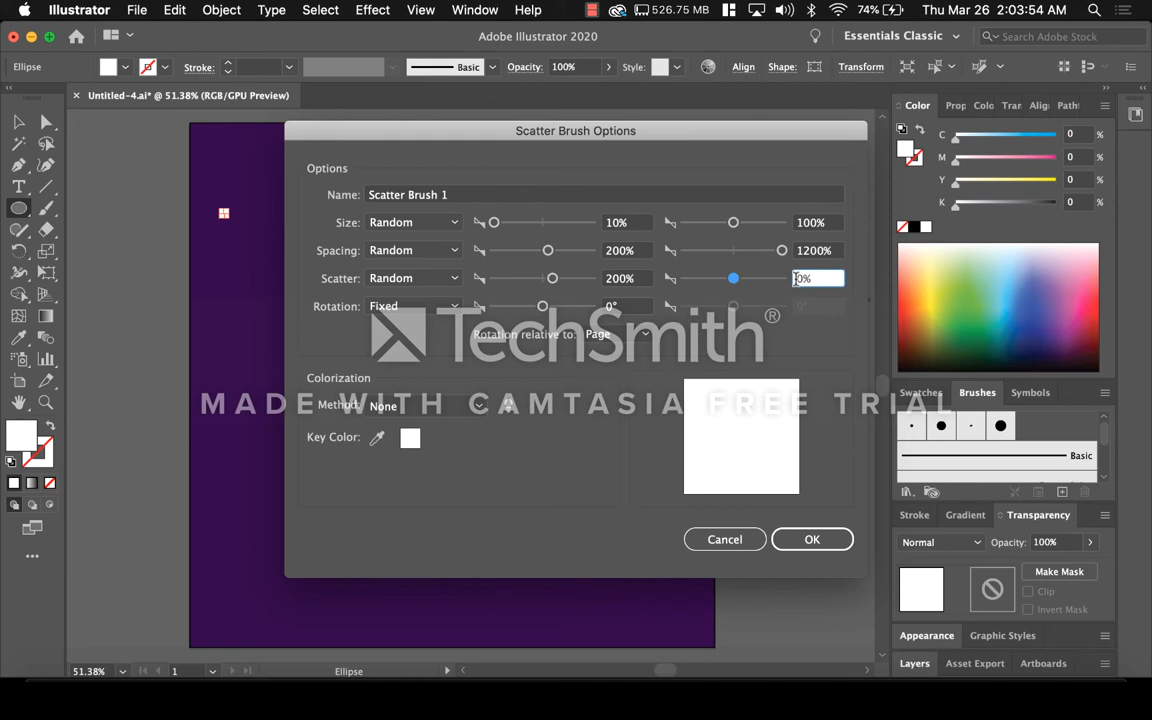 Illustrator File Edit Object Type Select Effect View Window Help 526.75 MB 74% Thu Mar 26 2:03:54 AM
Adobe Illustrator 2020 Essentials Classic Search Adobe Stock
Ellipse Stroke: Basic Opacity: 100% Style: Align Shape: Transform
× Untitled-4.ai* @ 51.38% (RGB/GPU Preview)
Color Prop Colo Tran Alig Path
Scatter Brush Options
C 0 %
M 0 %
Y 0 %
K 0 %
Options
Name: Scatter Brush 1
Size: Random 10% 100%
Spacing: Random 200% 1200%
Scatter: Random 200% 0%
Rotation: Fixed 0° 0°
Rotation relative to: Page
TechSmith®
MADE WITH CAMTASIA FREE TRIAL
Colorization
Method: None
Key Color:
Cancel OK
Swatches Brushes Symbols
Basic
Stroke Gradient Transparency
Normal Opacity: 100%
Make Mask
Clip
Invert Mask
Appearance Graphic Styles
Layers Asset Export Artboards
51.38% 1 Ellipse